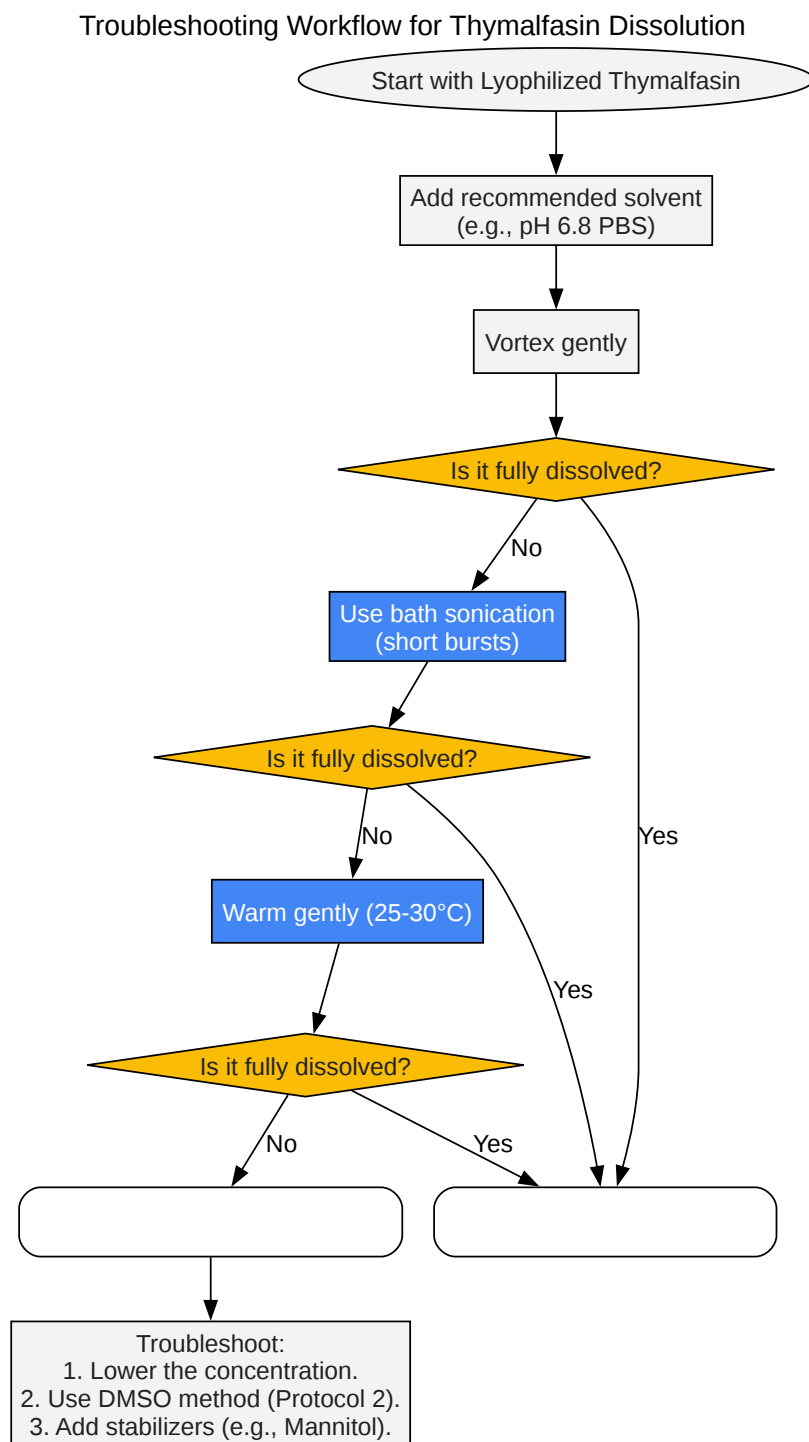 Troubleshooting Workflow for Thymalfasin Dissolution
Start with Lyophilized Thymalfasin
Add recommended solvent
(e.g., pH 6.8 PBS)
Vortex gently
Is it fully dissolved?
No
Use bath sonication
(short bursts)
Is it fully dissolved?
No
Yes
Warm gently (25-30°C)
Yes
Is it fully dissolved?
No
Yes
Troubleshoot:
1. Lower the concentration.
2. Use DMSO method (Protocol 2).
3. Add stabilizers (e.g., Mannitol).